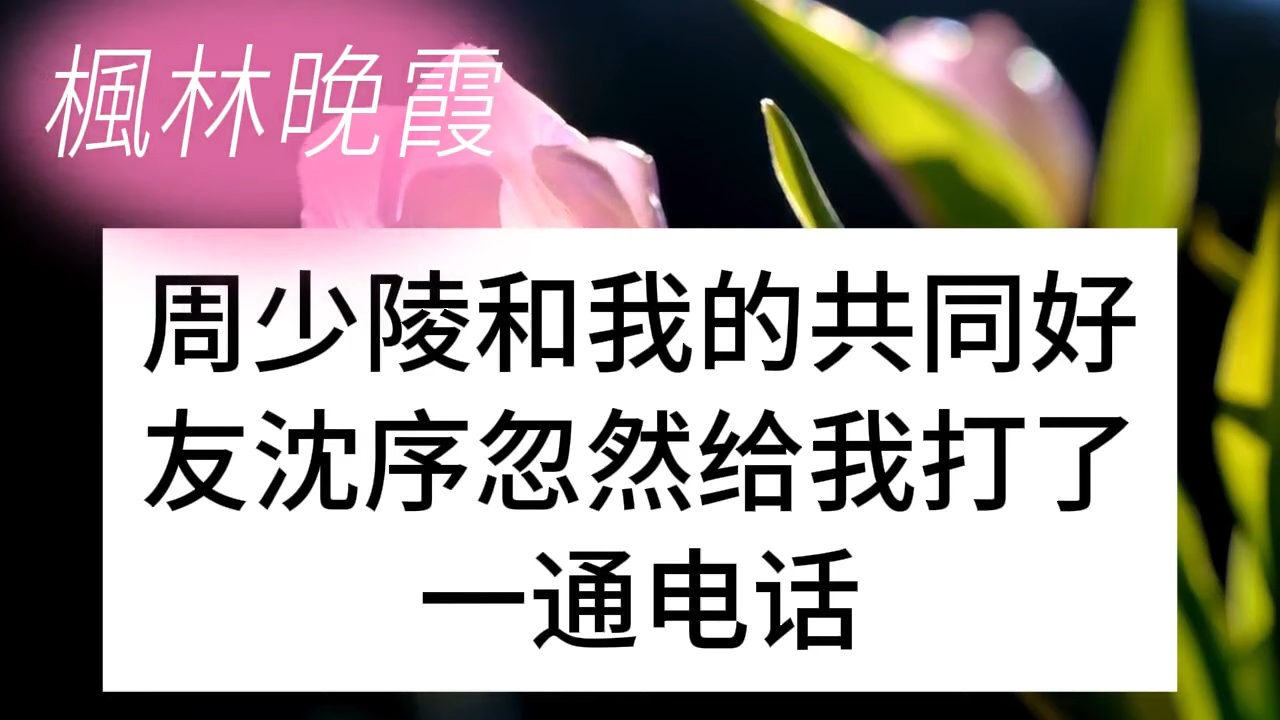 楓林晚霞
周少陵和我的共同好
友沈序忽然给我打了
一通电话